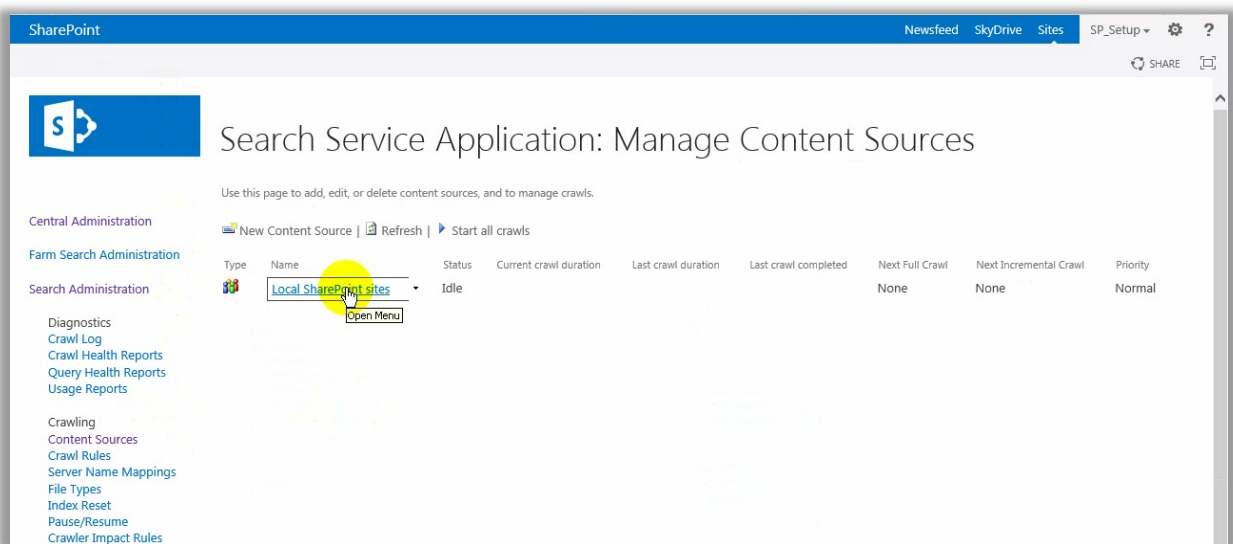 SharePoint
Newsfeed SkyDrive Sites SP_Setup ?
SHARE
S
Search Service Application: Manage Content Sources
Use this page to add, edit, or delete content sources, and to manage crawls.
Central Administration
New Content Source | Refresh | Start all crawls
Farm Search Administration
Type Name Status Current crawl duration Last crawl duration Last crawl completed Next Full Crawl Next Incremental Crawl Priority
Search Administration
Local SharePoint sites Idle None None Normal
Open Menu
Diagnostics
Crawl Log
Crawl Health Reports
Query Health Reports
Usage Reports
Crawling
Content Sources
Crawl Rules
Server Name Mappings
File Types
Index Reset
Pause/Resume
Crawler Impact Rules